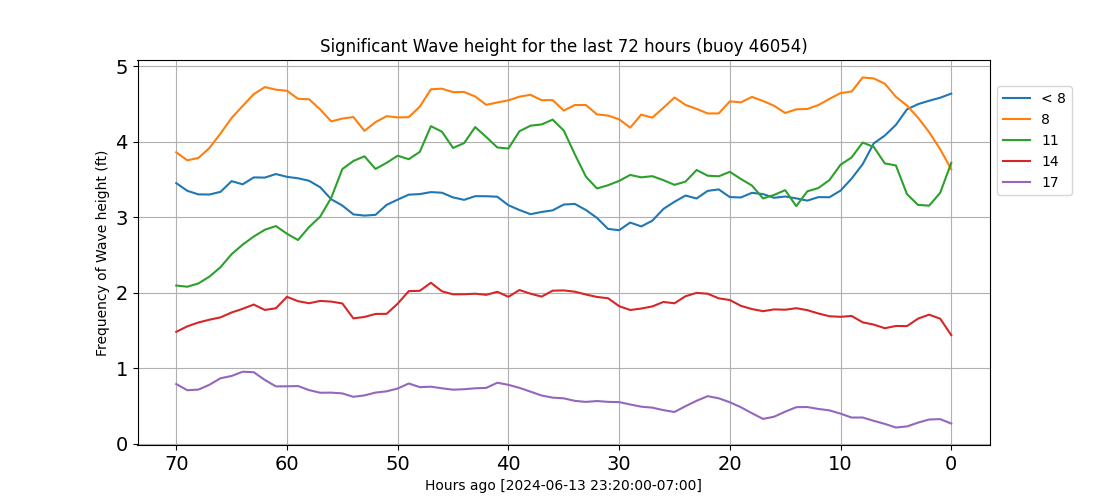 Significant Wave height for the last 72 hours (buoy 46054)
Frequency of Wave height (ft)
5
4
3
2
1
0
70 60 50 40 30 20 10 0
Hours ago [2024-06-13 23:20:00-07:00]
< 8
8
11
14
17